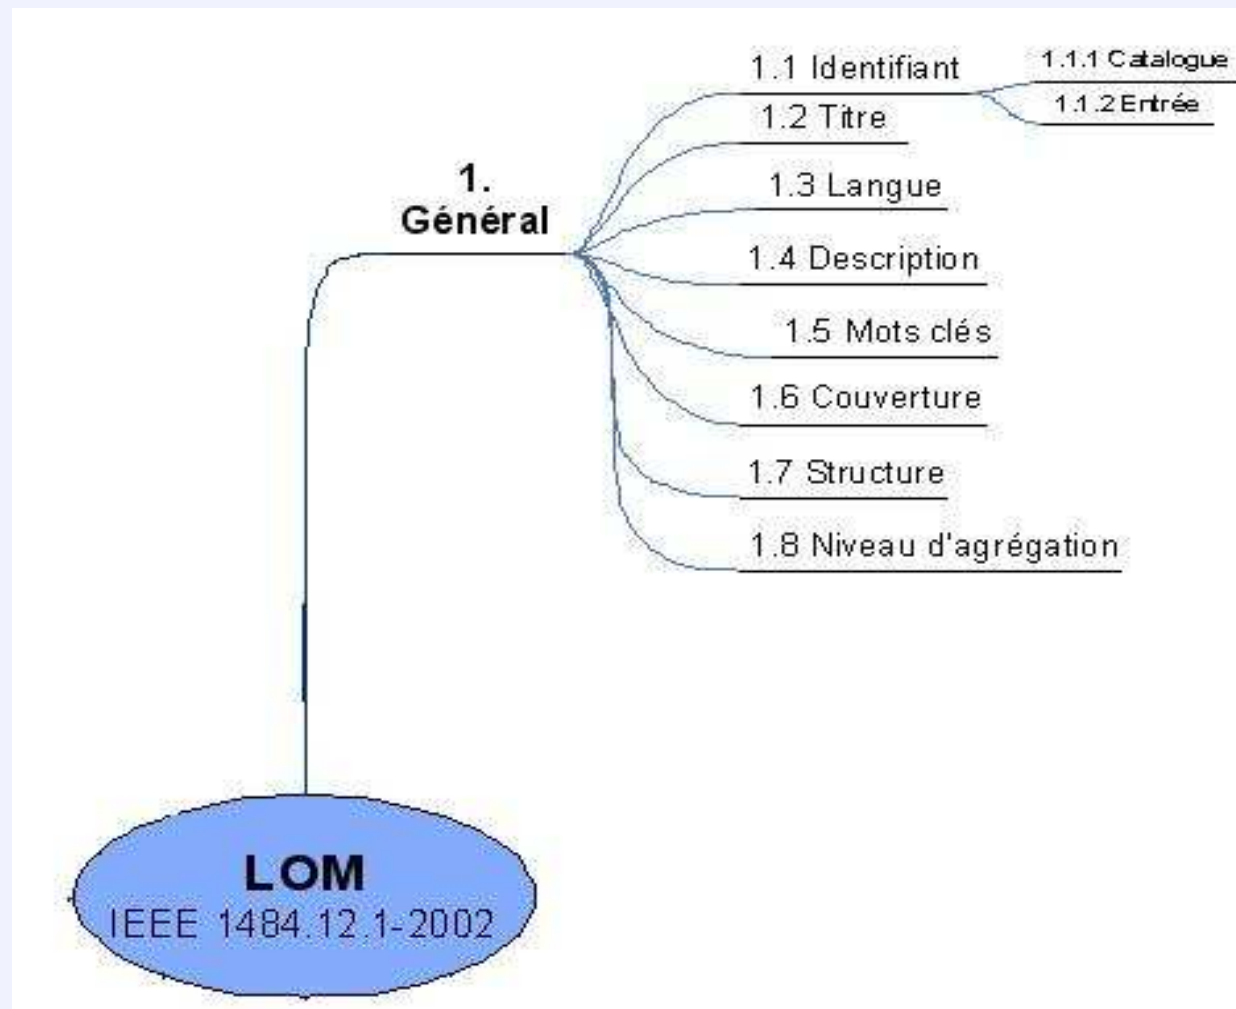 1.1 Identifiant
1.1.1 Catalogue
1.1.2 Entrée
1.2 Titre
1.
Général
1.3 Langue
1.4 Description
1.5 Mots clés
1.6 Couverture
1.7 Structure
1.8 Niveau d'agrégation
LOM
IEEE 1484.12.1-2002